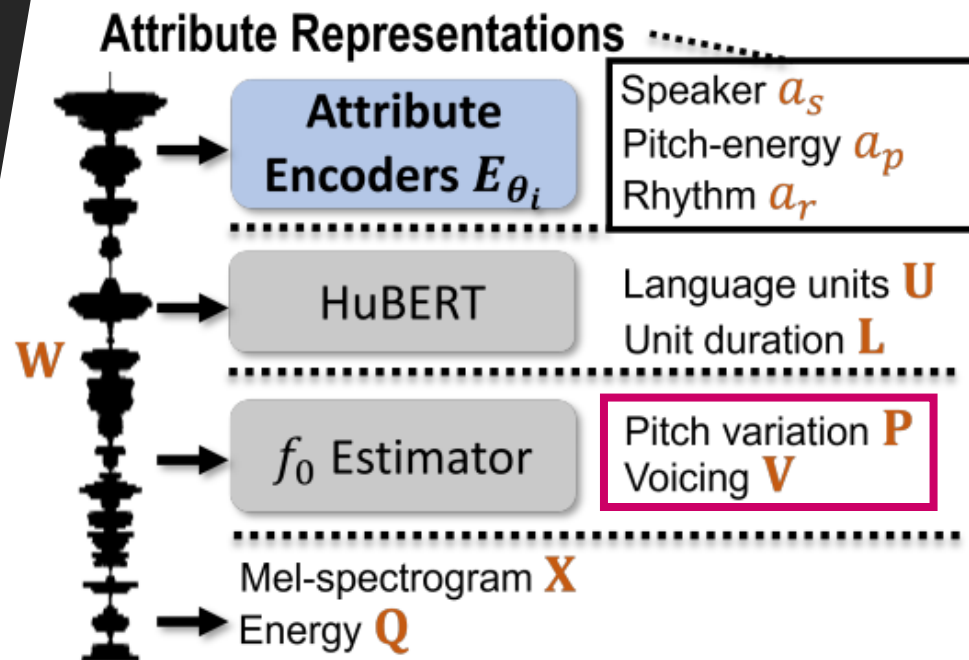 Attribute Representations
Attribute
Encoders E_θ_i
Speaker a_s
Pitch-energy a_p
Rhythm a_r
HuBERT
Language units U
Unit duration L
W
f_0 Estimator
Pitch variation P
Voicing V
Mel-spectrogram X
Energy Q